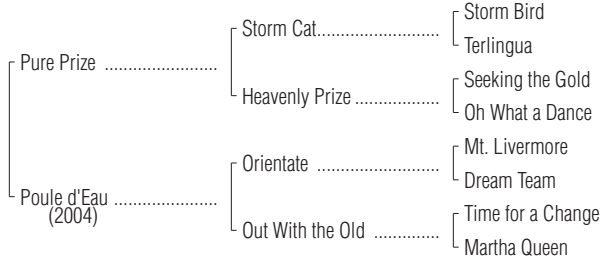 Storm Bird
Storm Cat........................................
Terlingua
Pure Prize .......................
Seeking the Gold
Heavenly Prize .................
Oh What a Dance
Mt. Livermore
Orientate .........................
Dream Team
Poule d'Eau .....................
(2004)
Time for a Change
Out With the Old .............
Martha Queen